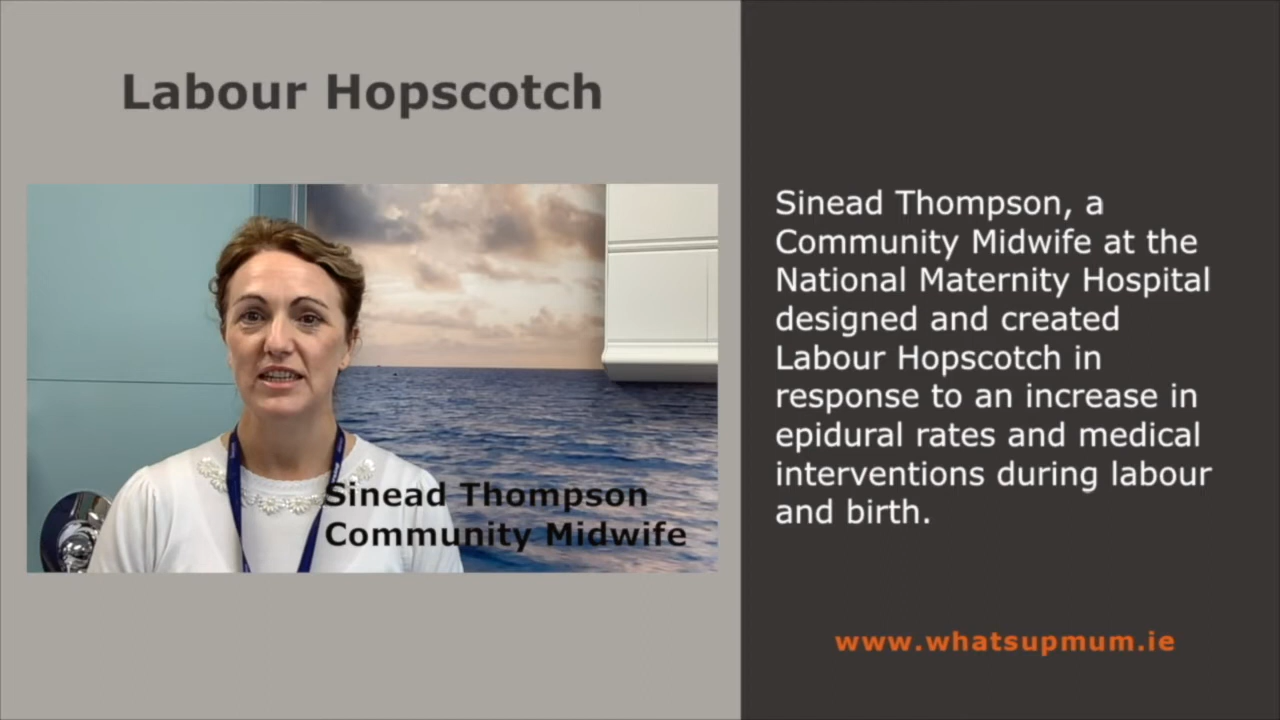 Labour Hopscotch
Sinead Thompson
Community Midwife
Sinead Thompson, a
Community Midwife at the
National Maternity Hospital
designed and created
Labour Hopscotch in
response to an increase in
epidural rates and medical
interventions during labour
and birth.
www.whatsupmum.ie